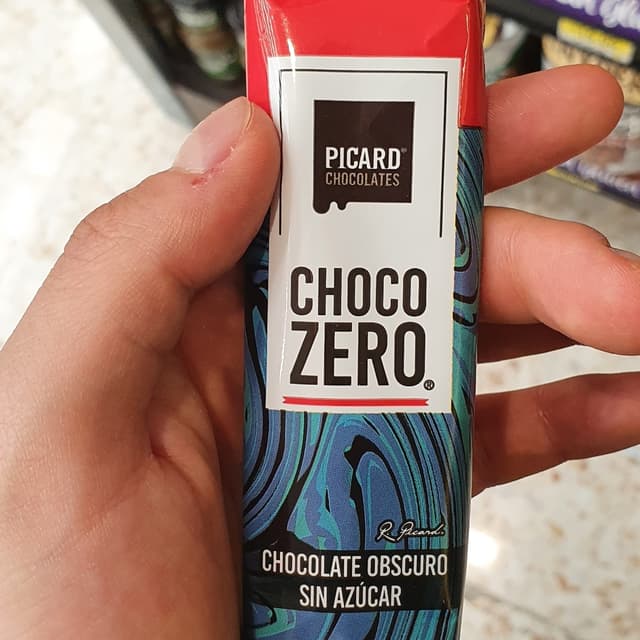 PICARD®
CHOCOLATES
CHOCO
ZERO®
R. Picard.
CHOCOLATE OBSCURO
SIN AZÚCAR